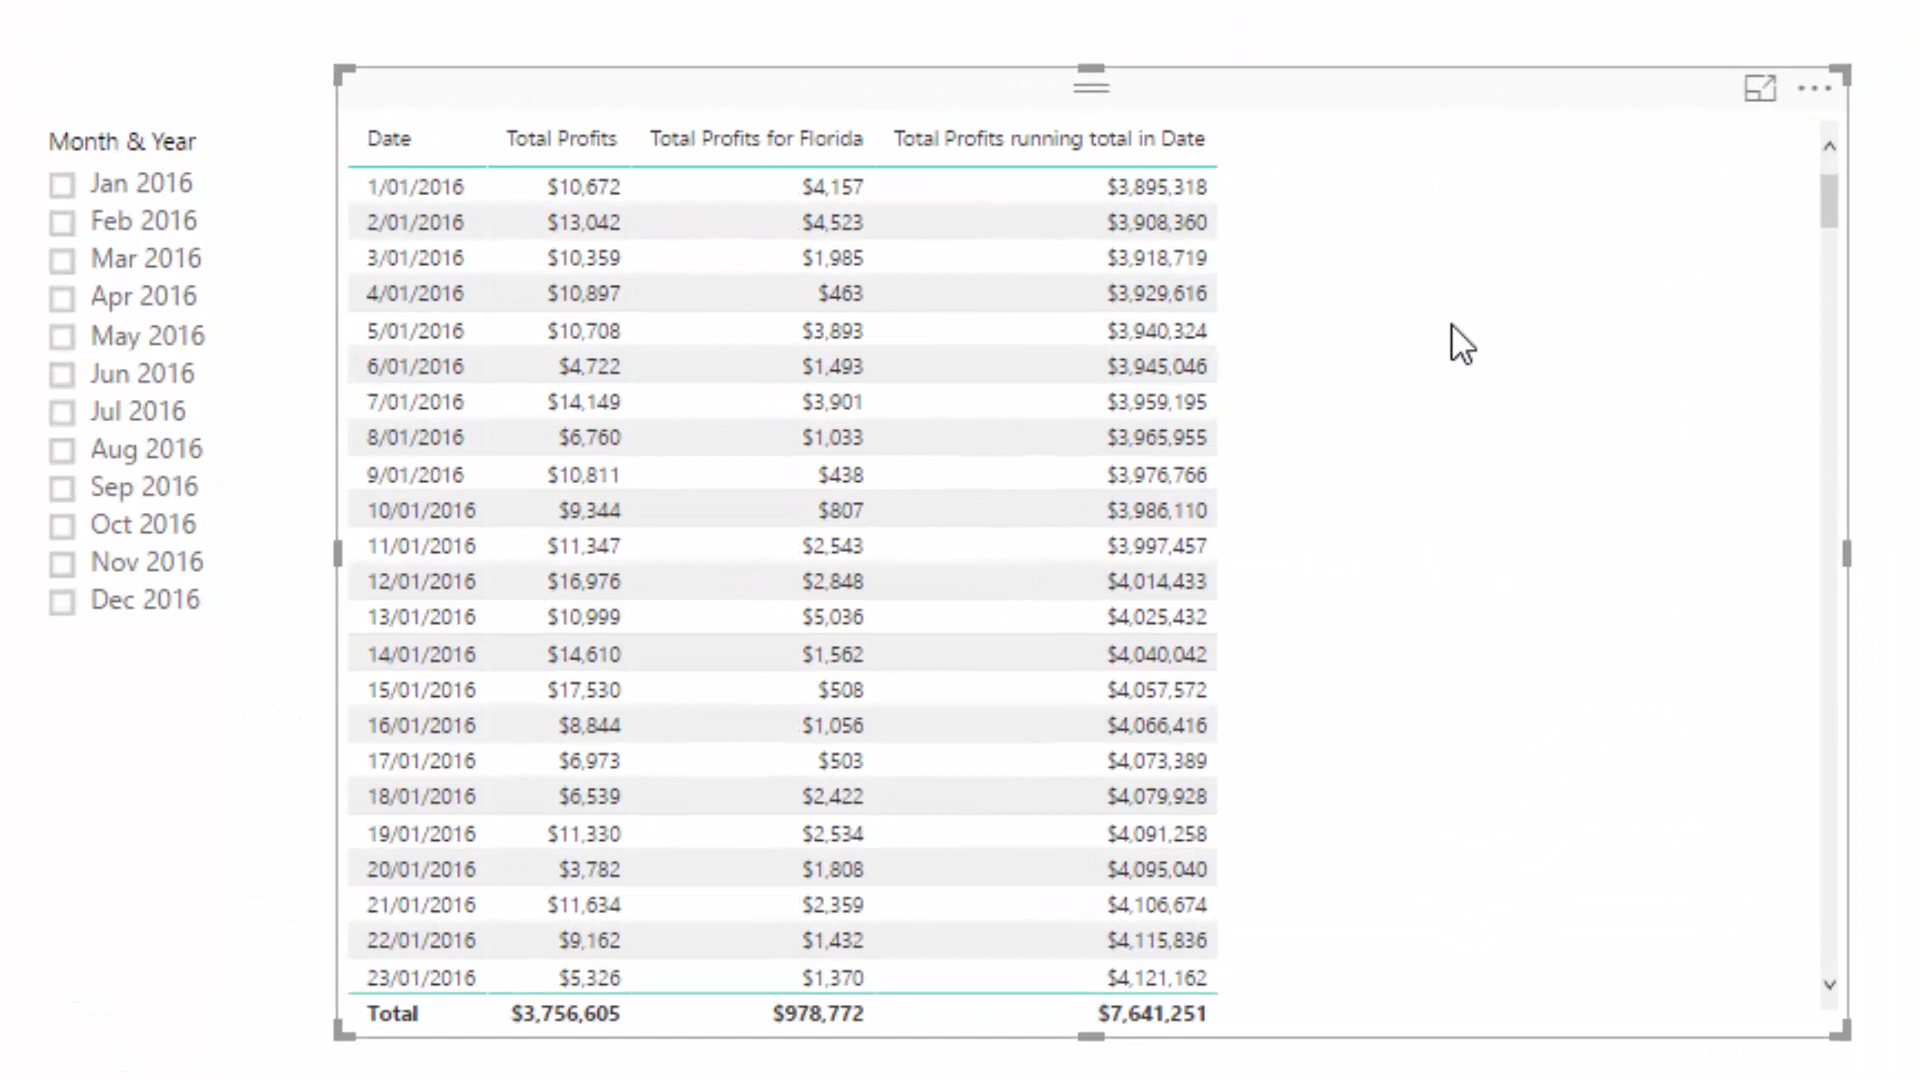 Month & Year
Jan 2016
Feb 2016
Mar 2016
Apr 2016
May 2016
Jun 2016
Jul 2016
Aug 2016
Sep 2016
Oct 2016
Nov 2016
Dec 2016
Date Total Profits Total Profits for Florida Total Profits running total in Date
1/01/2016 $10,672 $4,157 $3,895,318
2/01/2016 $13,042 $4,523 $3,908,360
3/01/2016 $10,359 $1,985 $3,918,719
4/01/2016 $10,897 $463 $3,929,616
5/01/2016 $10,708 $3,893 $3,940,324
6/01/2016 $4,722 $1,493 $3,945,046
7/01/2016 $14,149 $3,901 $3,959,195
8/01/2016 $6,760 $1,033 $3,965,955
9/01/2016 $10,811 $438 $3,976,766
10/01/2016 $9,344 $807 $3,986,110
11/01/2016 $11,347 $2,543 $3,997,457
12/01/2016 $16,976 $2,848 $4,014,433
13/01/2016 $10,999 $5,036 $4,025,432
14/01/2016 $14,610 $1,562 $4,040,042
15/01/2016 $17,530 $508 $4,057,572
16/01/2016 $8,844 $1,056 $4,066,416
17/01/2016 $6,973 $503 $4,073,389
18/01/2016 $6,539 $2,422 $4,079,928
19/01/2016 $11,330 $2,534 $4,091,258
20/01/2016 $3,782 $1,808 $4,095,040
21/01/2016 $11,634 $2,359 $4,106,674
22/01/2016 $9,162 $1,432 $4,115,836
23/01/2016 $5,326 $1,370 $4,121,162
Total $3,756,605 $978,772 $7,641,251